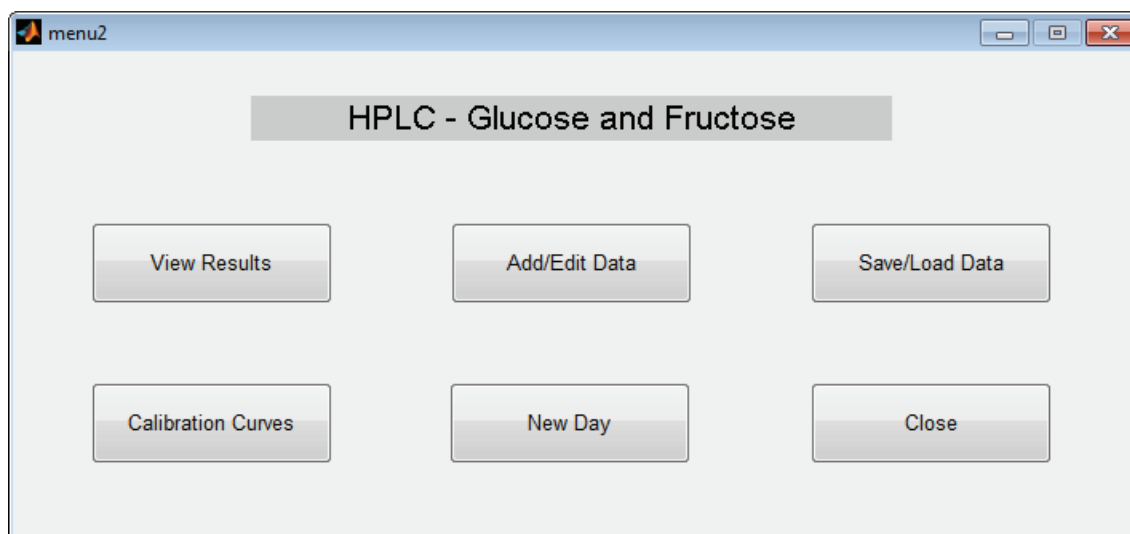 menu2
HPLC - Glucose and Fructose
View Results
Add/Edit Data
Save/Load Data
Calibration Curves
New Day
Close